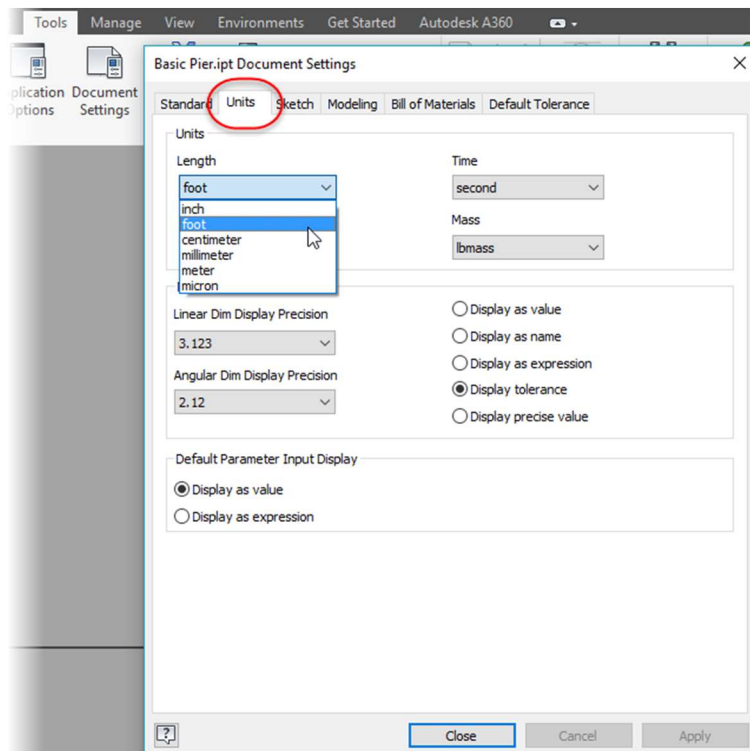 Tools Manage View Environments Get Started Autodesk A360
Document
Settings
Basic Pier.ipt Document Settings
Standard Units Sketch Modeling Bill of Materials Default Tolerance
Units
Length
foot
inch
foot
centimeter
millimeter
meter
micron
Time
second
Mass
lbmass
Linear Dim Display Precision
3.123
Angular Dim Display Precision
2.12
Display as value
Display as name
Display as expression
Display tolerance
Display precise value
Default Parameter Input Display
Display as value
Display as expression
?
Close Cancel Apply